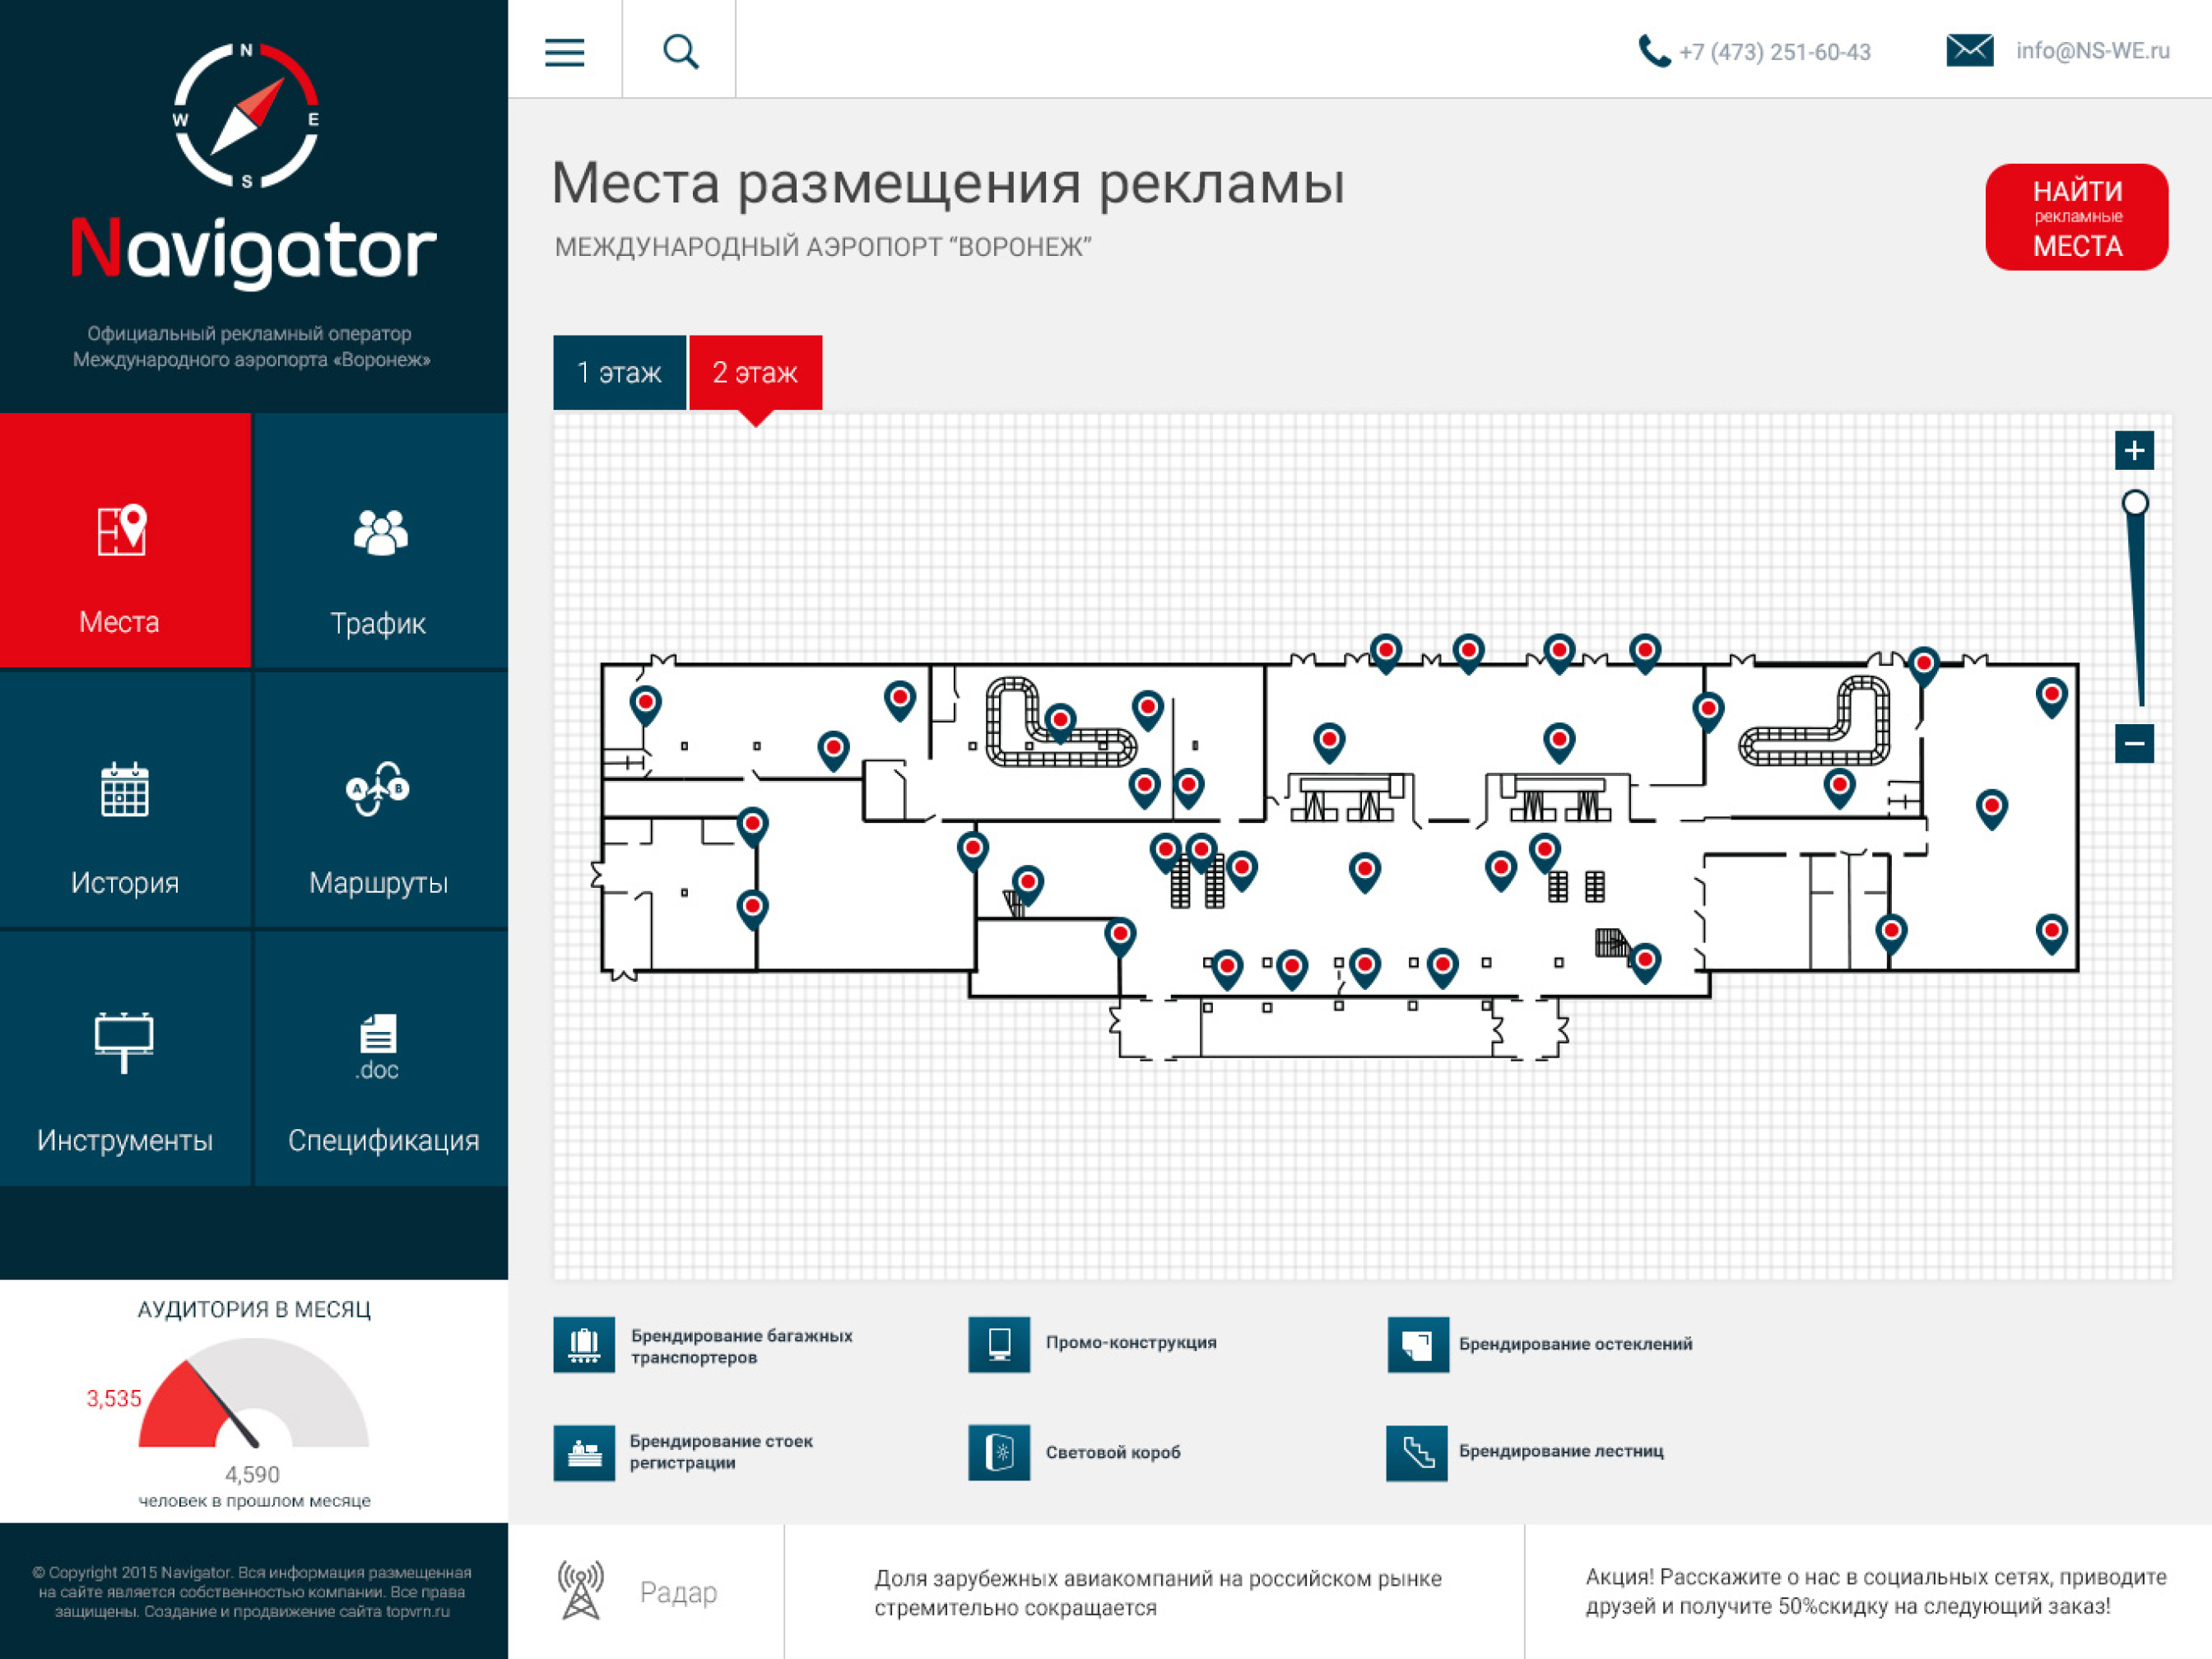 N
W
E
S
Navigator
Официальный рекламный оператор
Международного аэропорта «Воронеж»
Места
Трафик
История
A
B
Маршруты
Инструменты
.doc
Спецификация
АУДИТОРИЯ В МЕСЯЦ
3,535
4,590
человек в прошлом месяце
© Copyright 2015 Navigator. Вся информация размещенная
на сайте является собственностью компании. Все права
защищены. Создание и продвижение сайта topvrn.ru
+7 (473) 251-60-43
info@NS-WE.ru
Места размещения рекламы
МЕЖДУНАРОДНЫЙ АЭРОПОРТ “ВОРОНЕЖ”
НАЙТИ
рекламные
МЕСТА
1 этаж
2 этаж
+
−
Брендирование багажных
транспортеров
Промо-конструкция
Брендирование остеклений
Брендирование стоек
регистрации
Световой короб
Брендирование лестниц
Радар
Доля зарубежных авиакомпаний на российском рынке
стремительно сокращается
Акция! Расскажите о нас в социальных сетях, приводите
друзей и получите 50%скидку на следующий заказ!